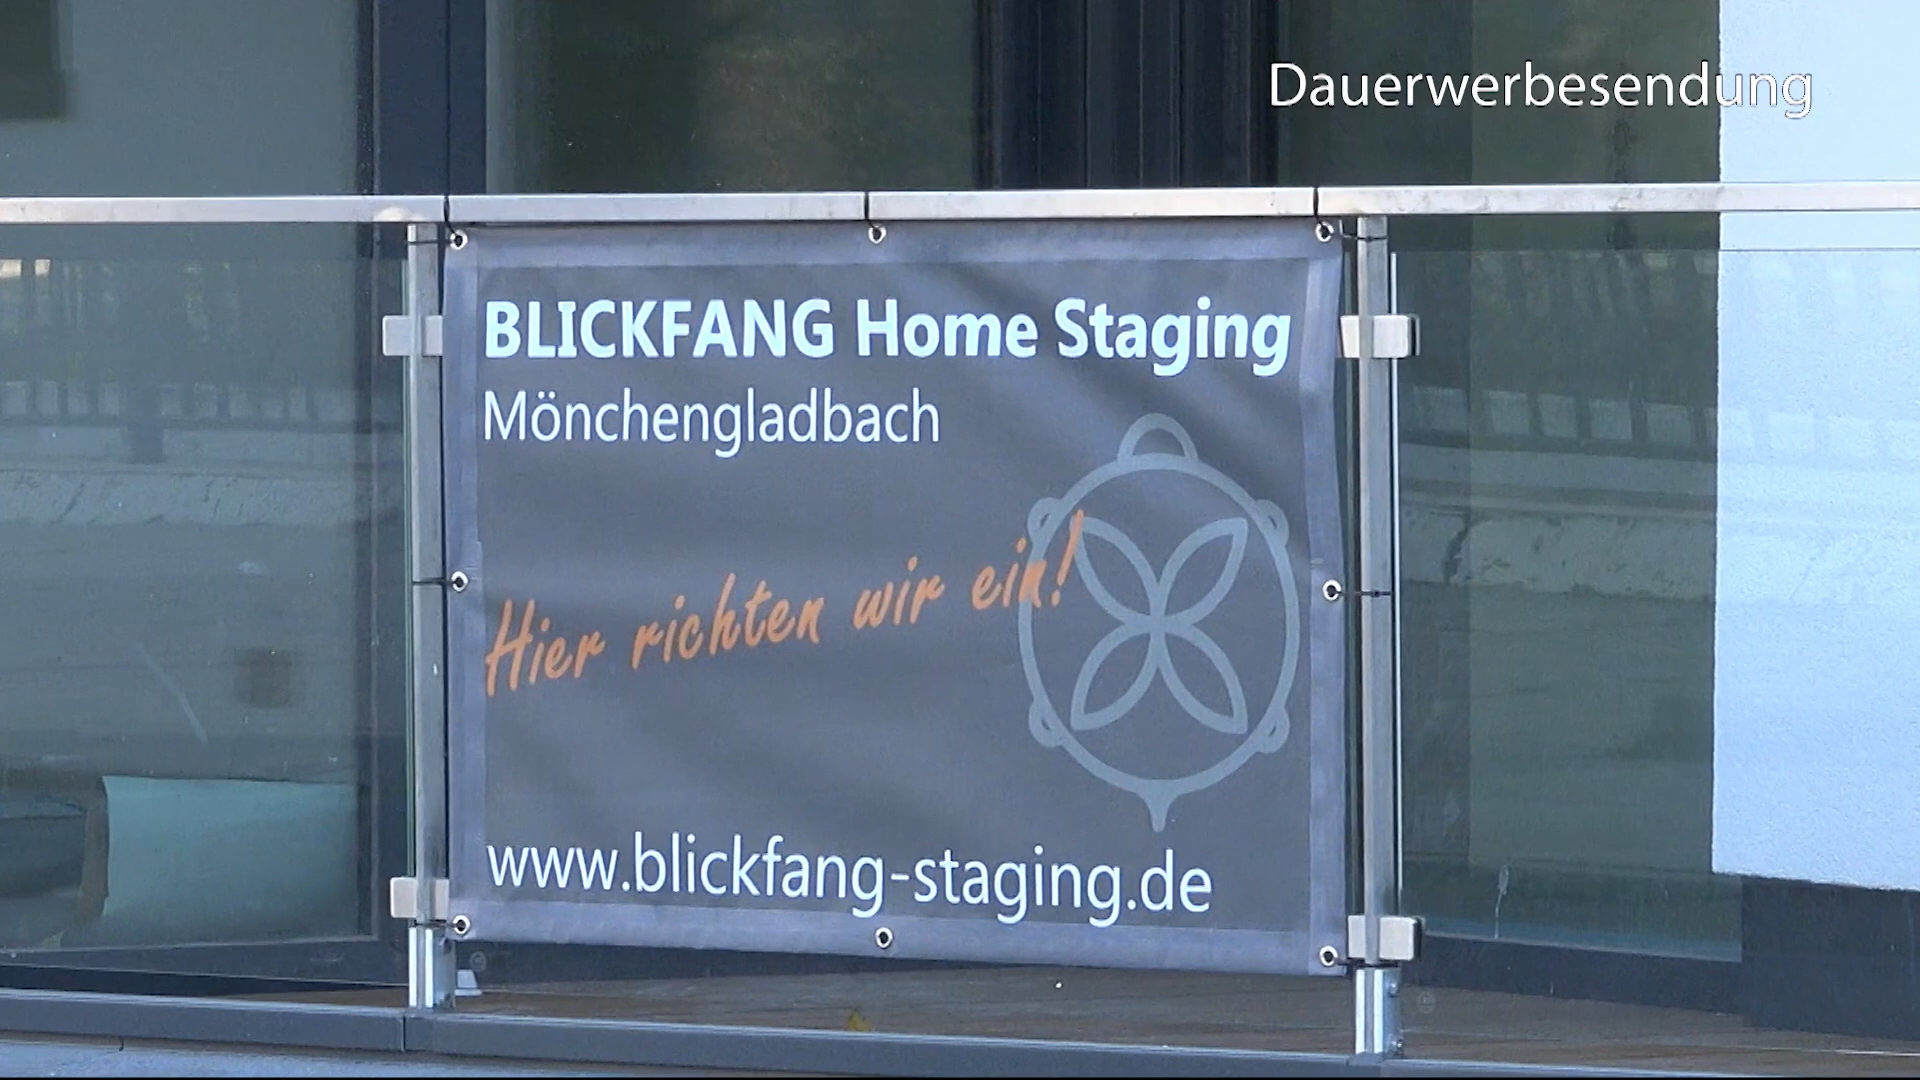 Dauerwerbesendung
BLICKFANG Home Staging
Mönchengladbach
Hier richten wir ein!
www.blickfang-staging.de